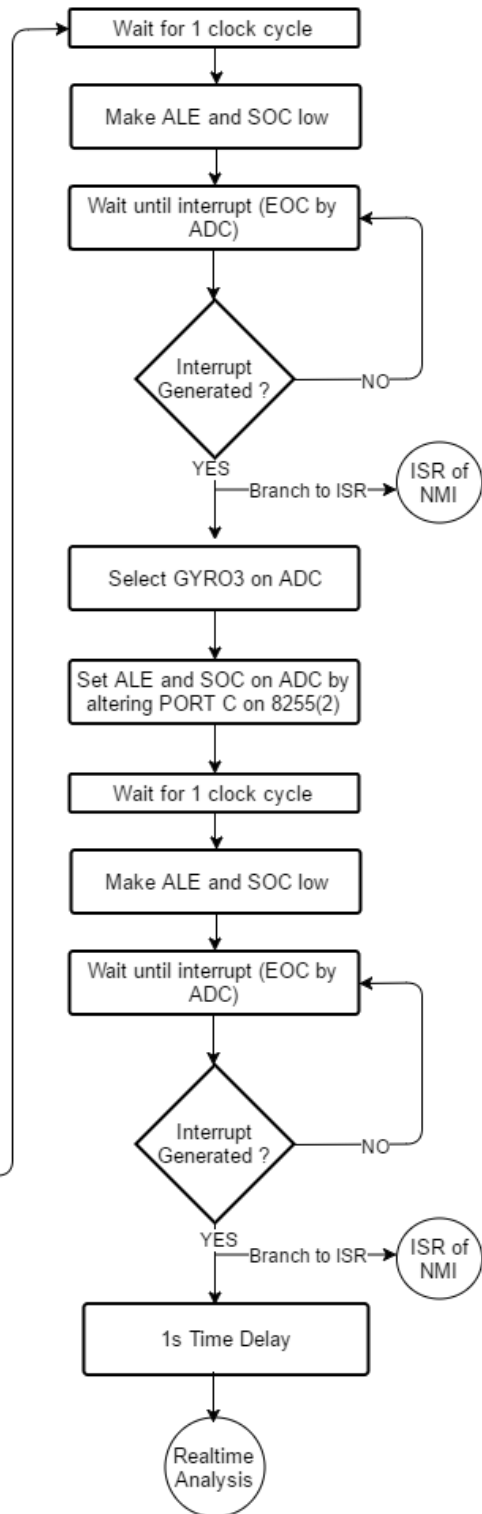 Wait for 1 clock cycle
Make ALE and SOC low
Wait until interrupt (EOC by
ADC)
Interrupt
Generated ?
NO
YES
Branch to ISR
ISR of
NMI
Select GYRO3 on ADC
Set ALE and SOC on ADC by
altering PORT C on 8255(2)
Wait for 1 clock cycle
Make ALE and SOC low
Wait until interrupt (EOC by
ADC)
Interrupt
Generated ?
NO
YES
Branch to ISR
ISR of
NMI
1s Time Delay
Realtime
Analysis